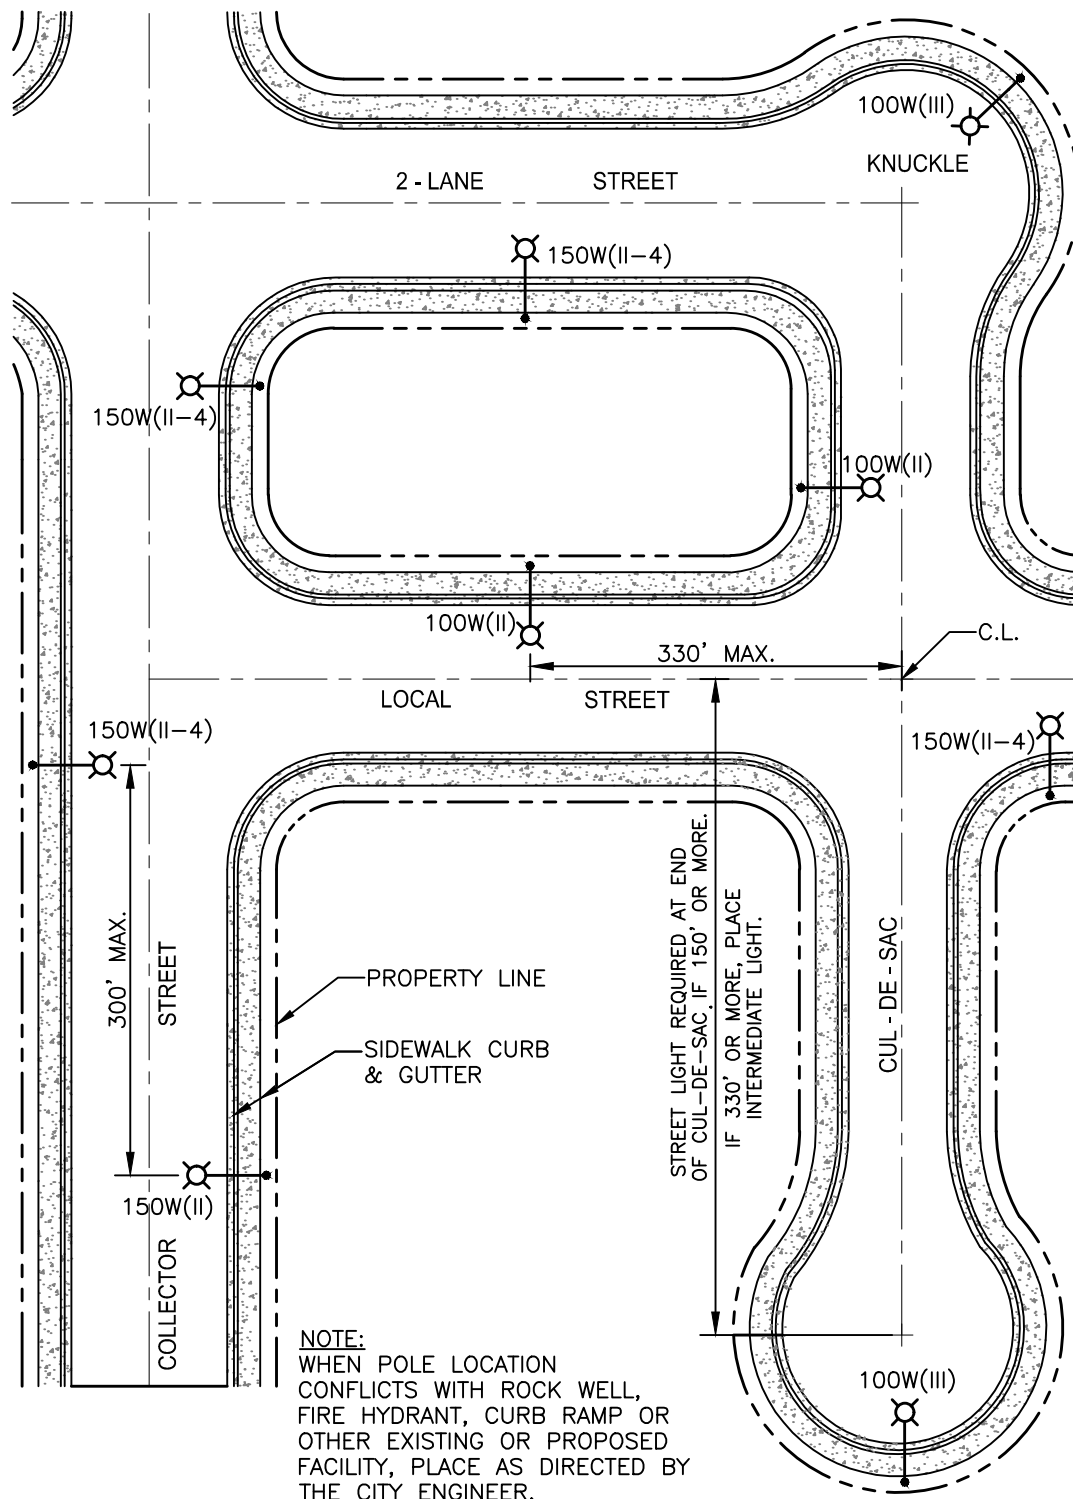 100W(III)
KNUCKLE
2 - LANE STREET
150W(II-4)
150W(II-4)
100W(II)
100W(II)
330' MAX.
C.L.
LOCAL STREET
150W(II-4)
150W(II-4)
300' MAX.
STREET
COLLECTOR
PROPERTY LINE
SIDEWALK CURB
& GUTTER
150W(II)
STREET LIGHT REQUIRED AT END
OF CUL-DE-SAC, IF 150' OR MORE.
IF 330' OR MORE, PLACE
INTERMEDIATE LIGHT.
CUL - DE - SAC
100W(III)
NOTE:
WHEN POLE LOCATION
CONFLICTS WITH ROCK WELL,
FIRE HYDRANT, CURB RAMP OR
OTHER EXISTING OR PROPOSED
FACILITY, PLACE AS DIRECTED BY
THE CITY ENGINEER.